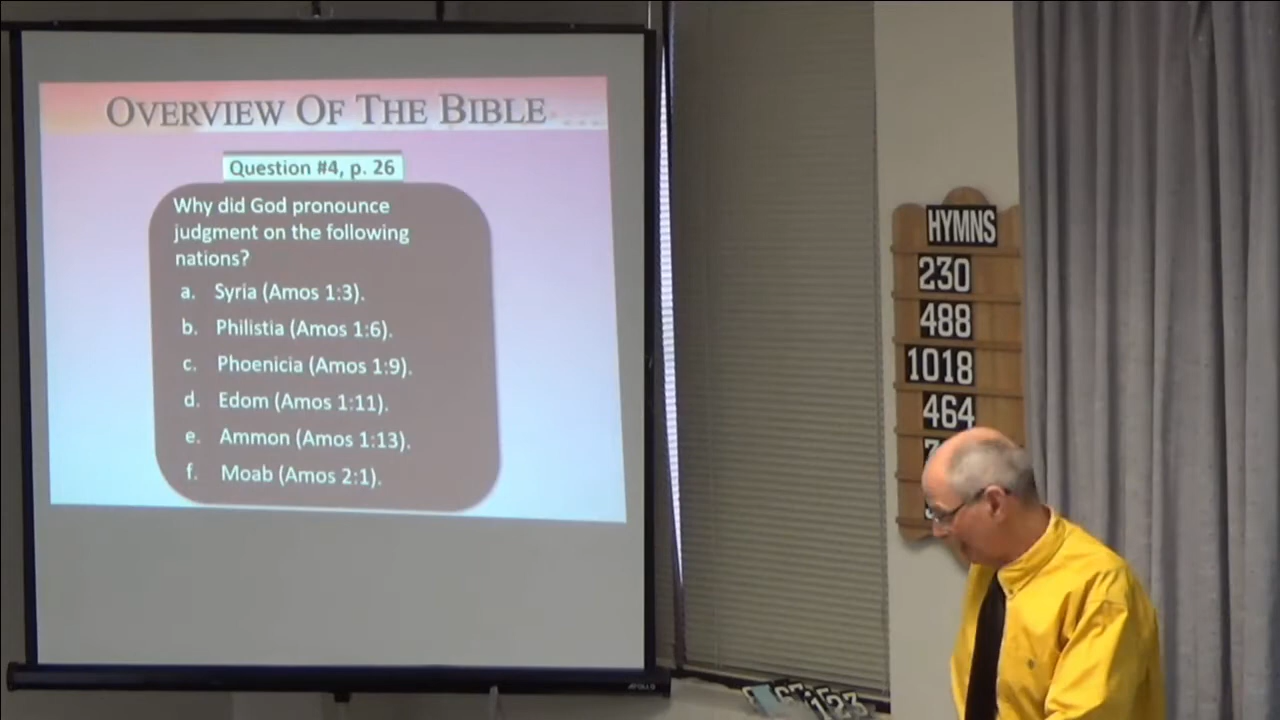 OVERVIEW OF THE BIBLE
Question #4, p. 26
Why did God pronounce
judgment on the following
nations?
a. Syria (Amos 1:3).
b. Philistia (Amos 1:6).
c. Phoenicia (Amos 1:9).
d. Edom (Amos 1:11).
e. Ammon (Amos 1:13).
f. Moab (Amos 2:1).
HYMNS
230
488
1018
464